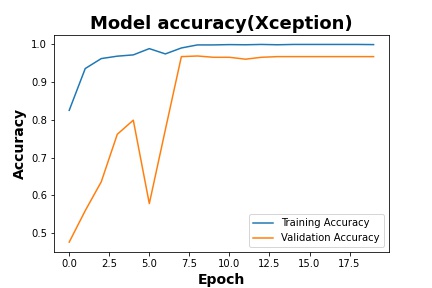 Model accuracy(Xception)
1.0
0.9
0.8
0.7
0.6
0.5
Accuracy
Training Accuracy
Validation Accuracy
0.0 2.5 5.0 7.5 10.0 12.5 15.0 17.5
Epoch